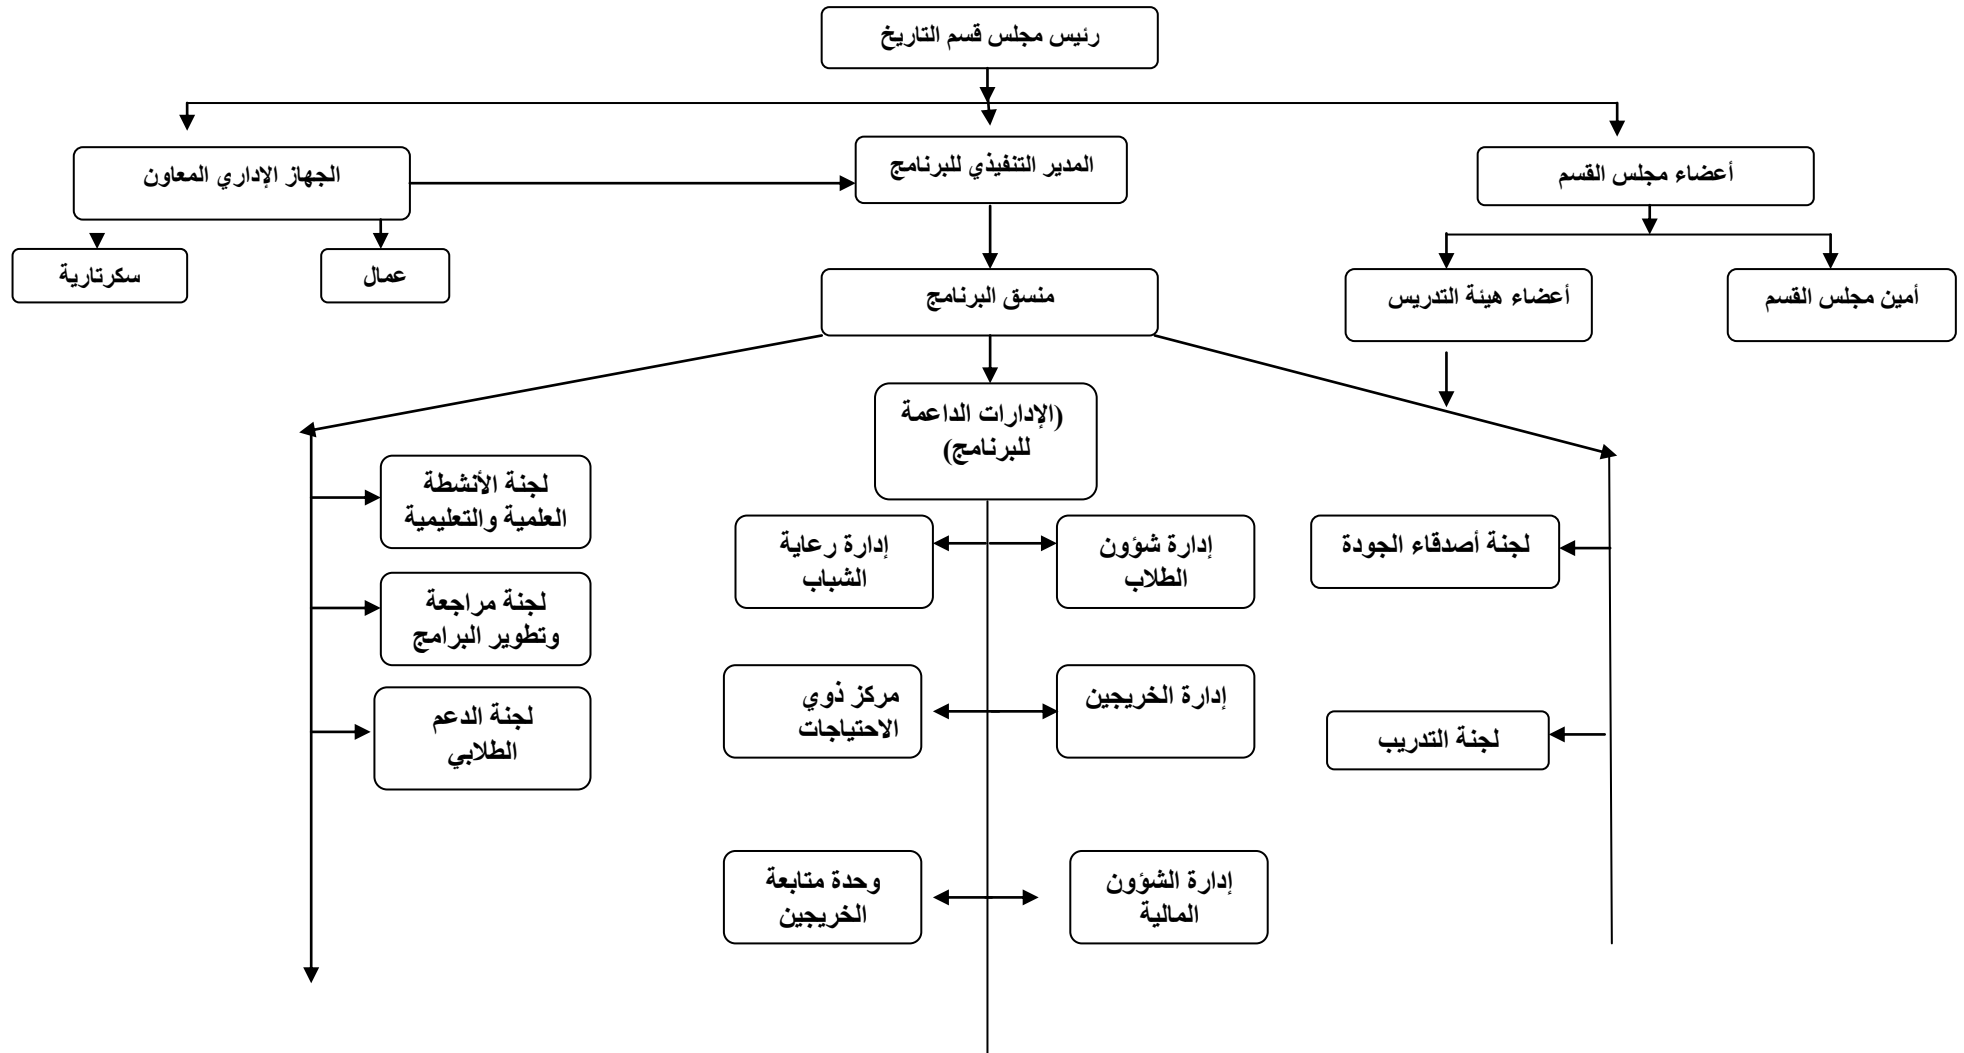 رئيس مجلس قسم التاريخ
أعضاء مجلس القسم
المدير التنفيذي للبرنامج
الجهاز الإداري المعاون
أمين مجلس القسم
أعضاء هيئة التدريس
منسق البرنامج
عمال
سكرتارية
(الإدارات الداعمة
للبرنامج)
لجنة أصدقاء الجودة
لجنة التدريب
إدارة شؤون
الطلاب
إدارة رعاية
الشباب
إدارة الخريجين
مركز ذوي
الاحتياجات
إدارة الشؤون
المالية
وحدة متابعة
الخريجين
لجنة الأنشطة
العلمية والتعليمية
لجنة مراجعة
وتطوير البرامج
لجنة الدعم
الطلابي